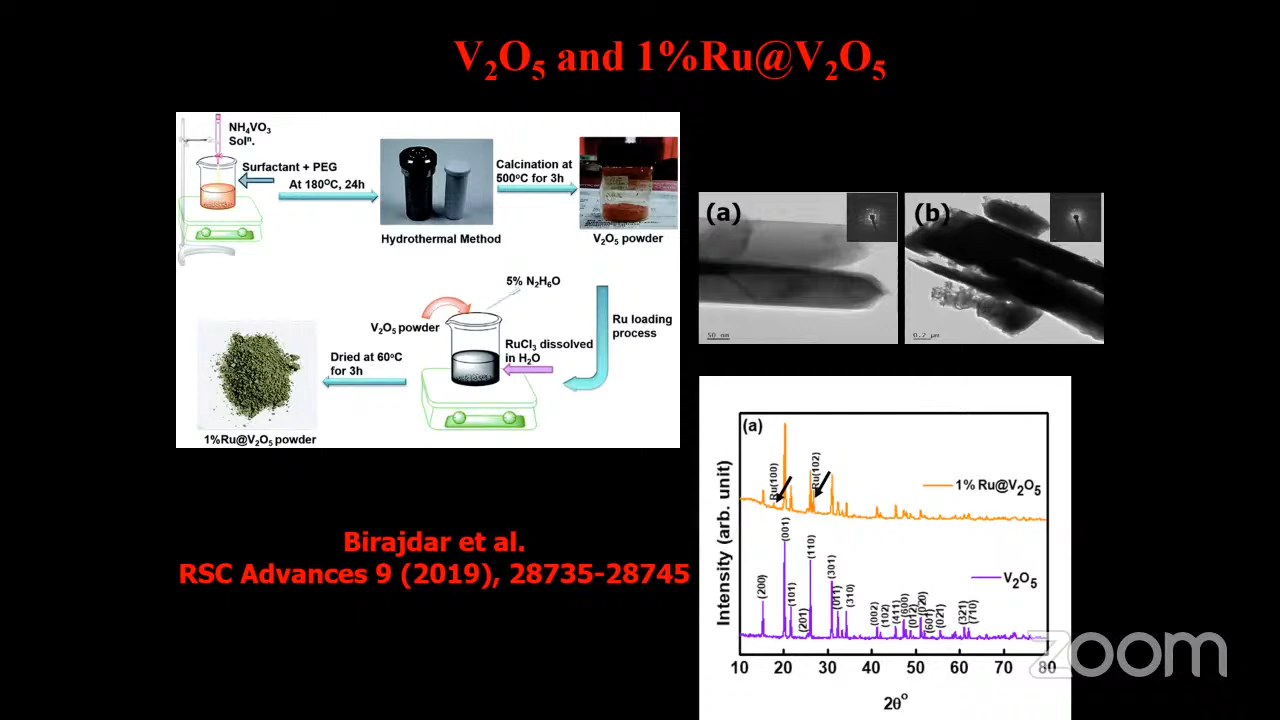 V₂O₅ and 1%Ru@V₂O₅
NH₄VO₃
Solⁿ.
Surfactant + PEG
At 180°C, 24h
Calcination at
500°C for 3h
Hydrothermal Method
V₂O₅ powder
5% N₂H₆O
V₂O₅ powder
RuCl₃ dissolved
in H₂O
Ru loading
process
Dried at 60°C
for 3h
1%Ru@V₂O₅ powder
Birajdar et al.
RSC Advances 9 (2019), 28735-28745
(a)
50 nm
(b)
0.2 µm
(a)
Intensity (arb. unit)
Ru(100)
Ru(102)
1% Ru@V₂O₅
V₂O₅
(200)
(001)
(101)
(201)
(110)
(301)
(011)
(310)
(002)
(102)
(411)
(600)
(012)
(020)
(601)
(021)
(321)
(710)
10 20 30 40 50 60 70 80
2θ°
zoom